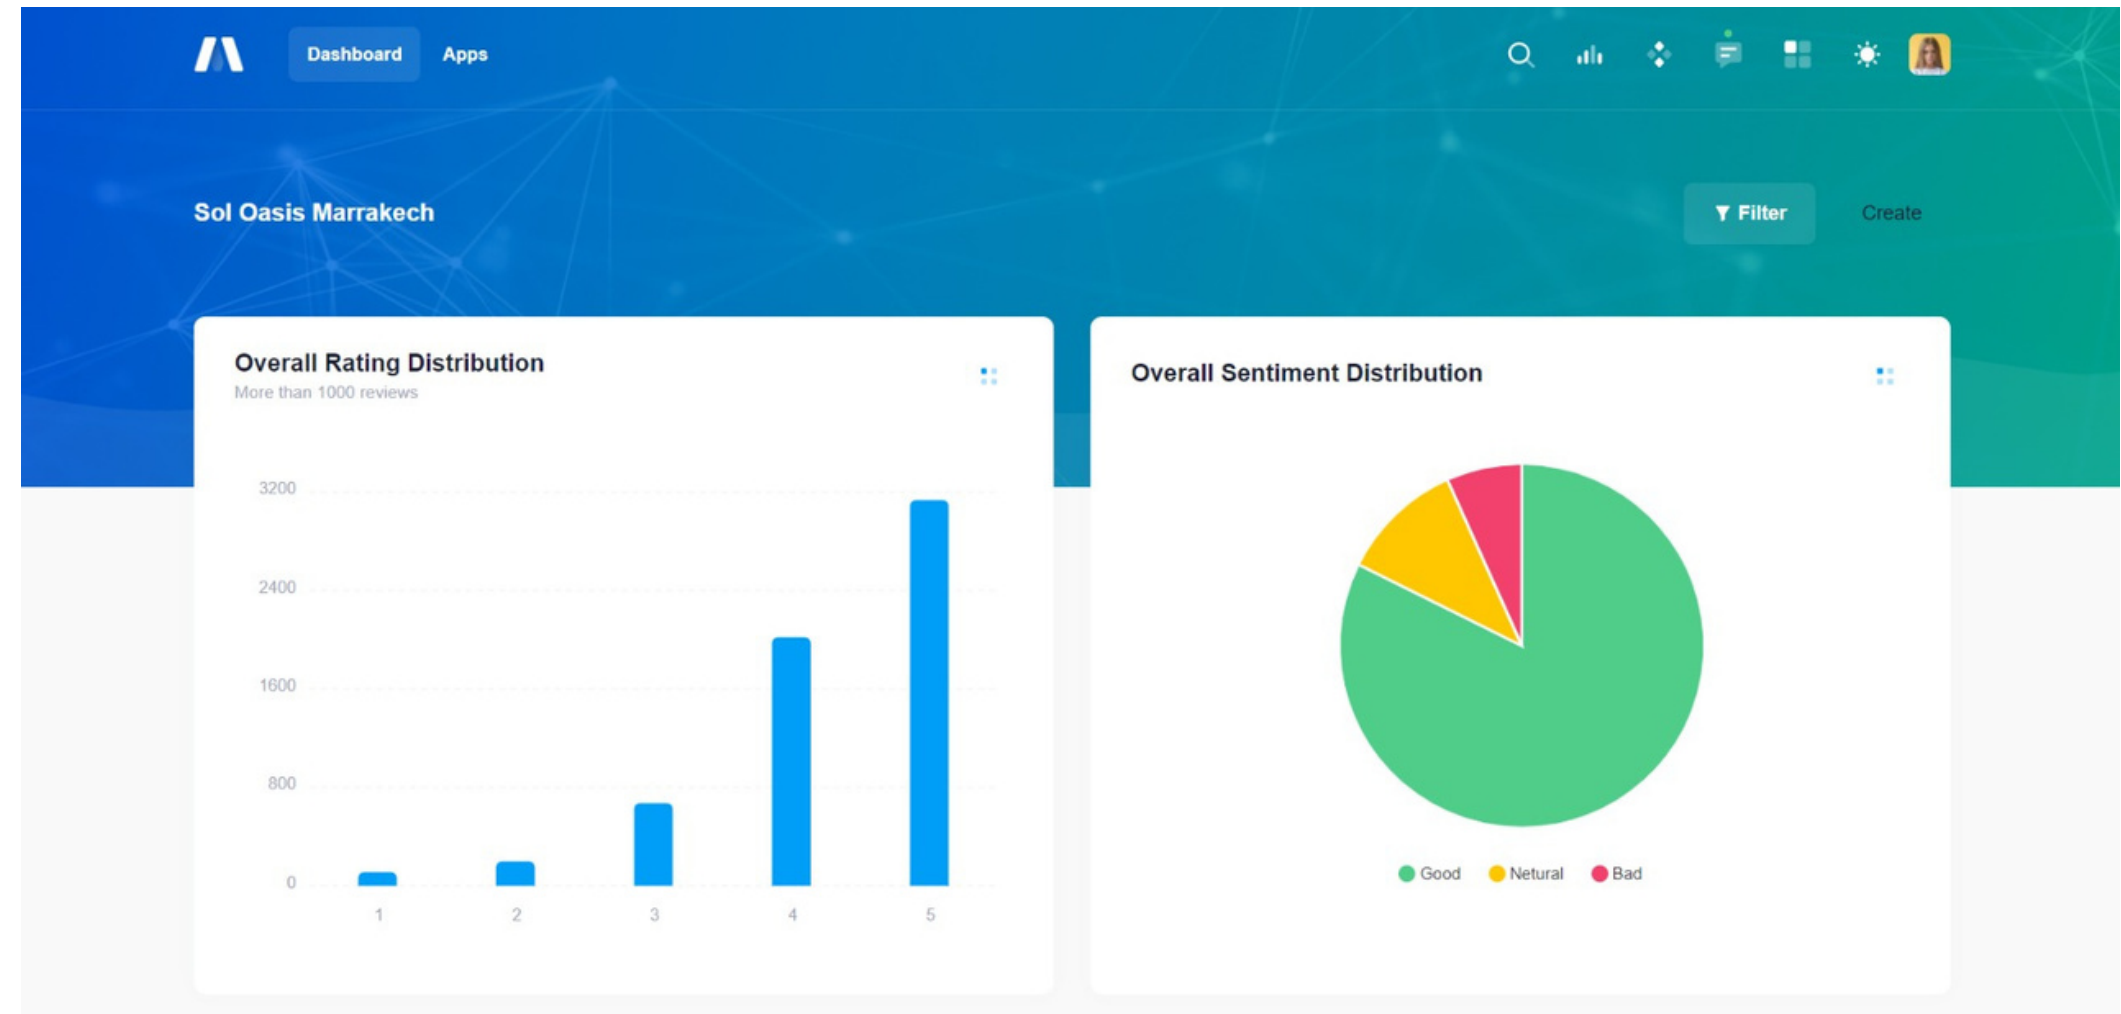 Dashboard Apps
Sol Oasis Marrakech
Filter Create
Overall Rating Distribution
More than 1000 reviews
3200
2400
1600
800
0
1 2 3 4 5
Overall Sentiment Distribution
Good Netural Bad